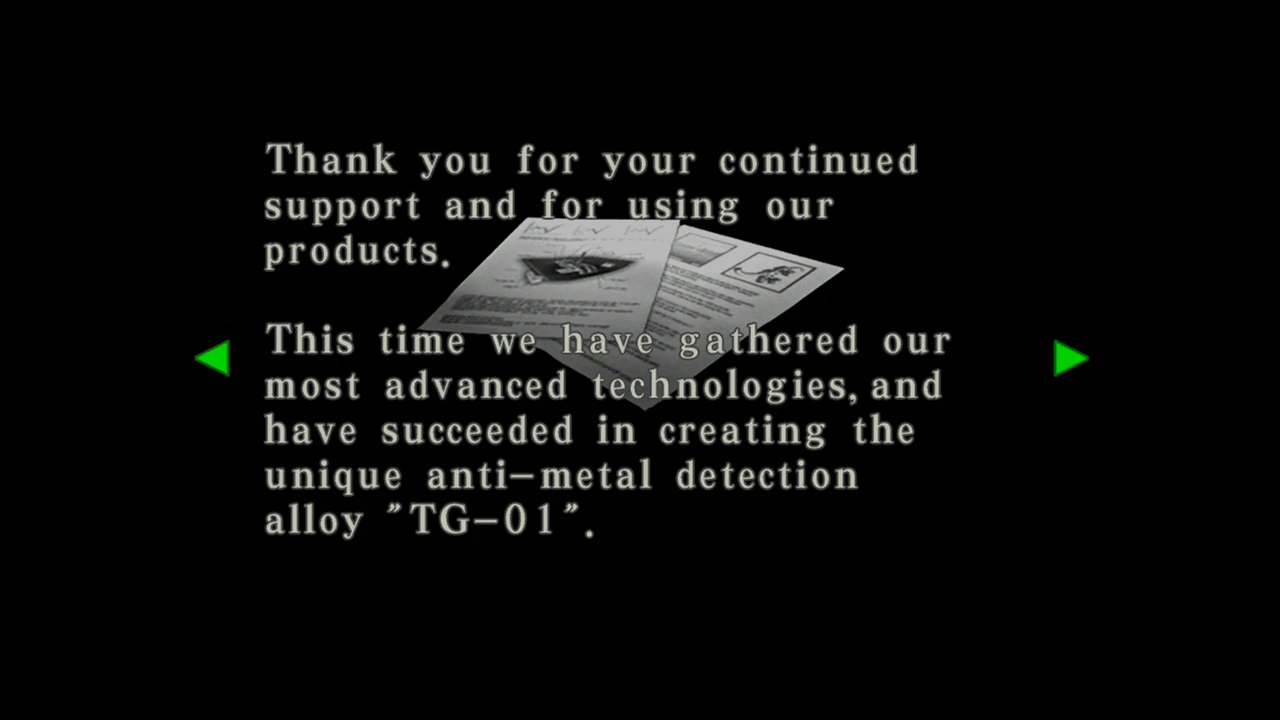 Thank you for your continued
support and for using our
products.
This time we have gathered our
most advanced technologies, and
have succeeded in creating the
unique anti-metal detection
alloy "TG-01".